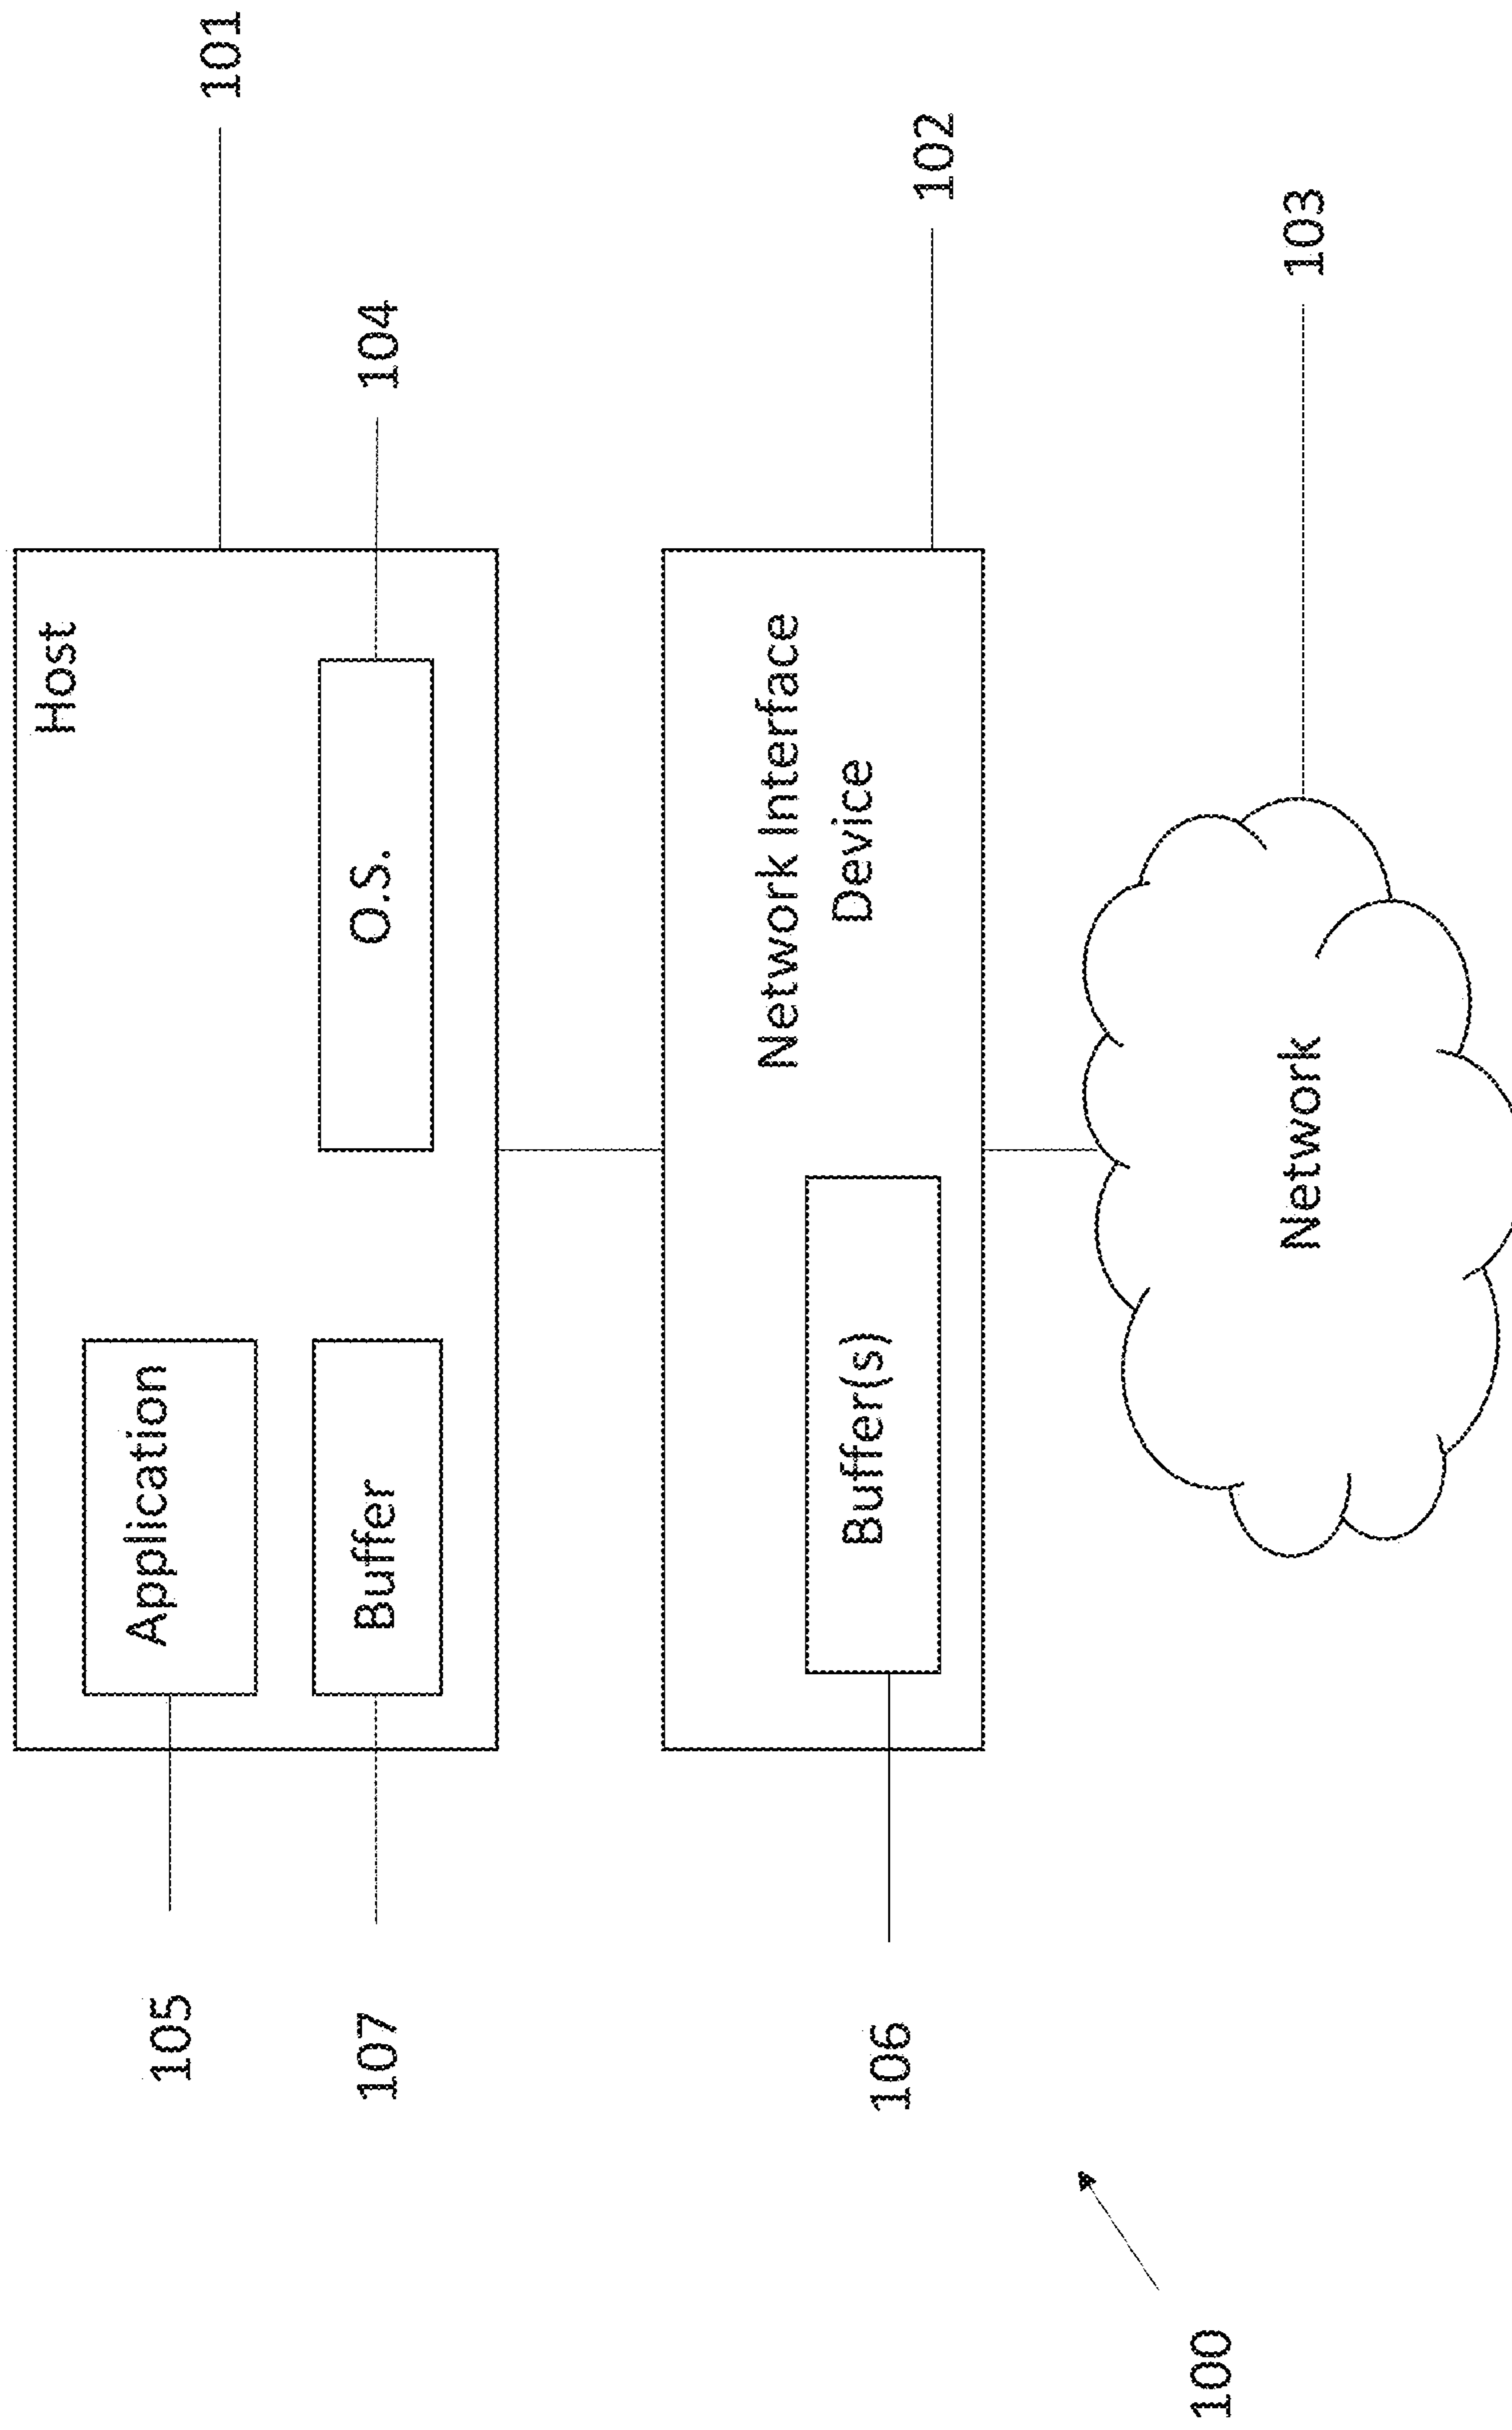 Host
101
Application
105
O.S.
104
Buffer
107
Network Interface
Device
102
Buffer(s)
106
Network
103
100